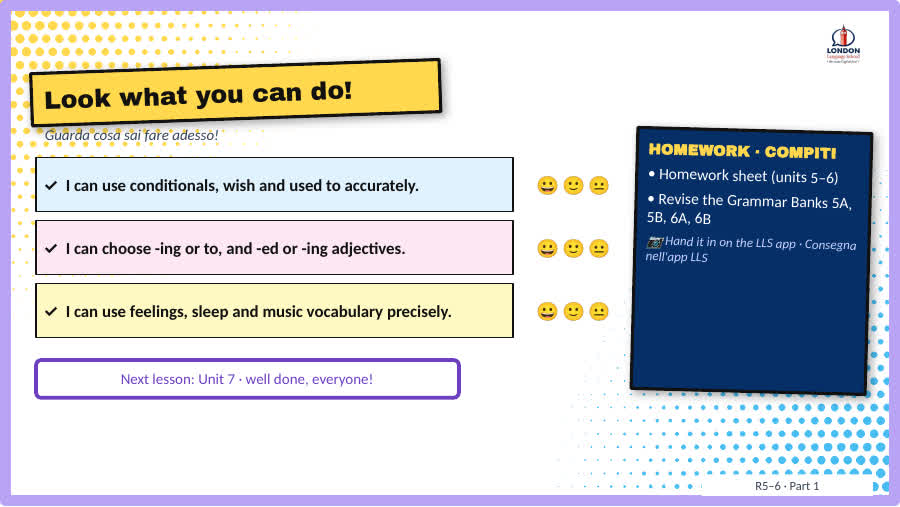 LONDON
Language School
Look what you can do!
Guarda cosa sai fare adesso!
✓ I can use conditionals, wish and used to accurately.
✓ I can choose -ing or to, and -ed or -ing adjectives.
✓ I can use feelings, sleep and music vocabulary precisely.
Next lesson: Unit 7 · well done, everyone!
HOMEWORK · COMPITI
• Homework sheet (units 5–6)
• Revise the Grammar Banks 5A,
5B, 6A, 6B
📷 Hand it in on the LLS app · Consegna
nell'app LLS
R5–6 · Part 1